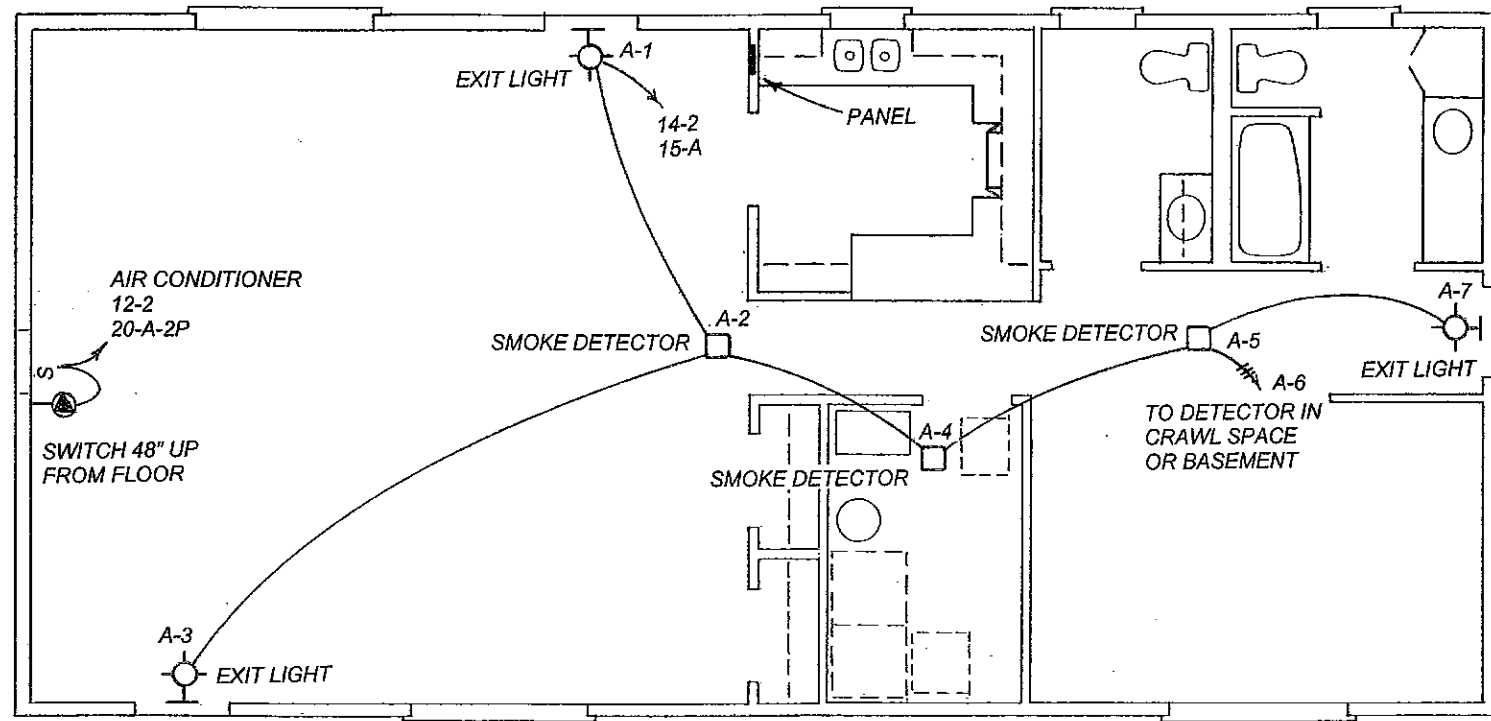 A-1
EXIT LIGHT
14-2
15-A
PANEL
AIR CONDITIONER
12-2
20-A-2P
S
SWITCH 48" UP
FROM FLOOR
A-2
SMOKE DETECTOR
A-3
EXIT LIGHT
A-4
SMOKE DETECTOR
SMOKE DETECTOR
A-5
A-6
TO DETECTOR IN
CRAWL SPACE
OR BASEMENT
A-7
EXIT LIGHT